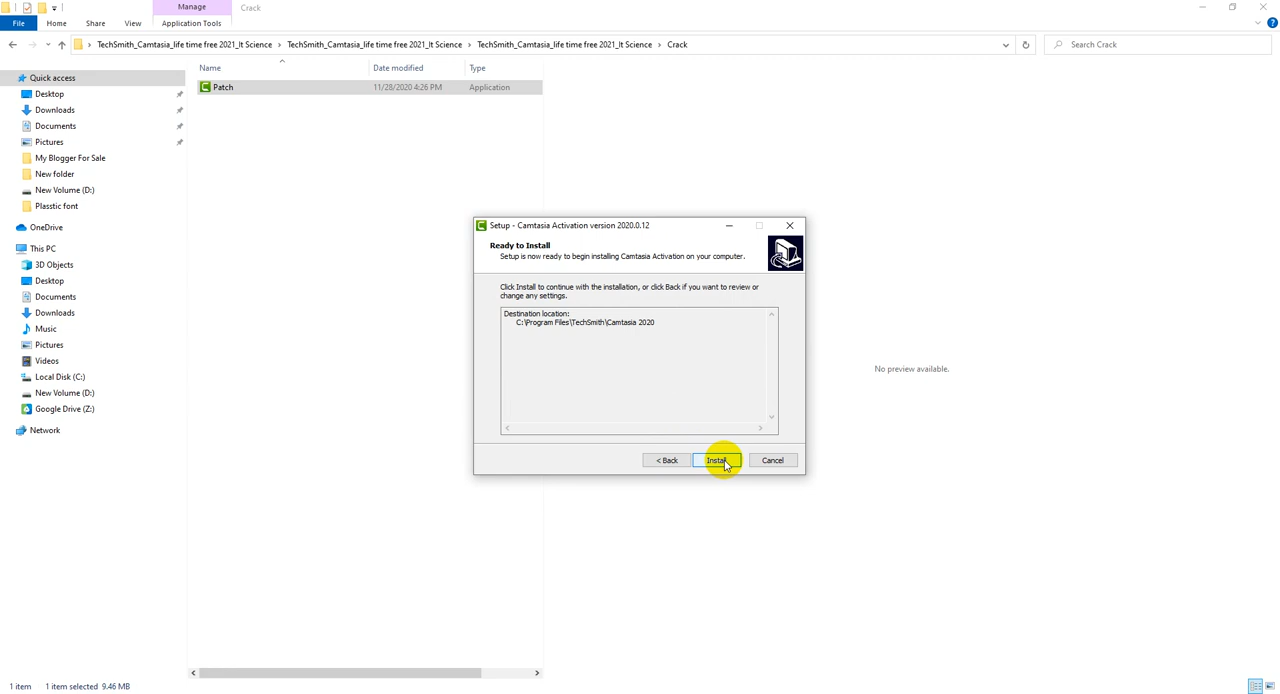 Manage
Crack
File
Home
Share
View
Application Tools
TechSmith_Camtasia_life time free 2021_It Science > TechSmith_Camtasia_life time free 2021_It Science > TechSmith_Camtasia_life time free 2021_It Science > Crack
Search Crack
Name
Date modified
Type
Patch
11/28/2020 4:26 PM
Application
Quick access
Desktop
Downloads
Documents
Pictures
My Blogger For Sale
New folder
New Volume (D:)
Plasstic font
OneDrive
This PC
3D Objects
Desktop
Documents
Downloads
Music
Pictures
Videos
Local Disk (C:)
New Volume (D:)
Google Drive (Z:)
Network
Setup - Camtasia Activation version 2020.0.12
Ready to Install
Setup is now ready to begin installing Camtasia Activation on your computer.
Click Install to continue with the installation, or click Back if you want to review or
change any settings.
Destination location:
C:\Program Files\TechSmith\Camtasia 2020
< Back
Install
Cancel
No preview available.
1 item
1 item selected 9.46 MB